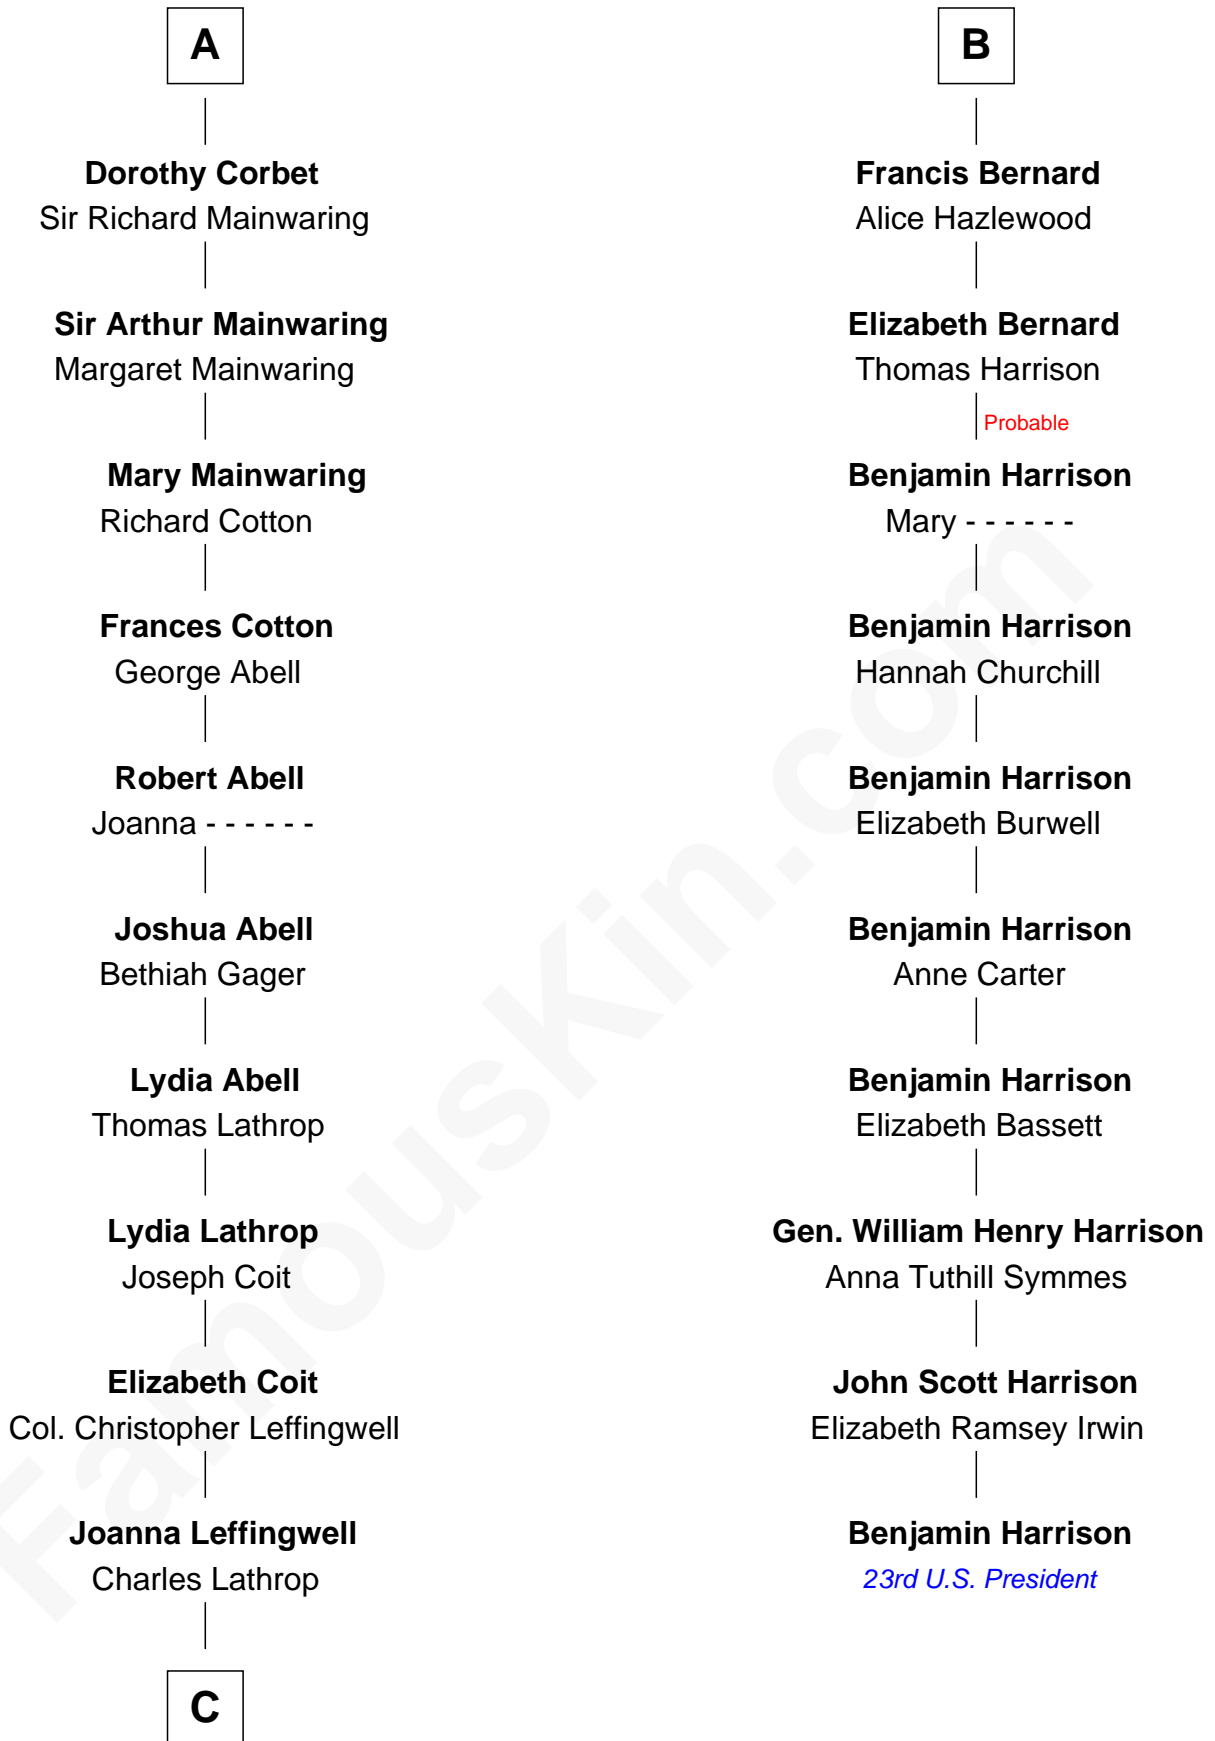 A
Dorothy Corbet
Sir Richard Mainwaring
Sir Arthur Mainwaring
Margaret Mainwaring
Mary Mainwaring
Richard Cotton
Frances Cotton
George Abell
Robert Abell
Joanna - - - - - -
Joshua Abell
Bethiah Gager
Lydia Abell
Thomas Lathrop
Lydia Lathrop
Joseph Coit
Elizabeth Coit
Col. Christopher Leffingwell
Joanna Leffingwell
Charles Lathrop
C
B
Francis Bernard
Alice Hazlewood
Elizabeth Bernard
Thomas Harrison
Probable
Benjamin Harrison
Mary - - - - - -
Benjamin Harrison
Hannah Churchill
Benjamin Harrison
Elizabeth Burwell
Benjamin Harrison
Anne Carter
Benjamin Harrison
Elizabeth Bassett
Gen. William Henry Harrison
Anna Tuthill Symmes
John Scott Harrison
Elizabeth Ramsey Irwin
Benjamin Harrison
23rd U.S. President
FamousKin.com